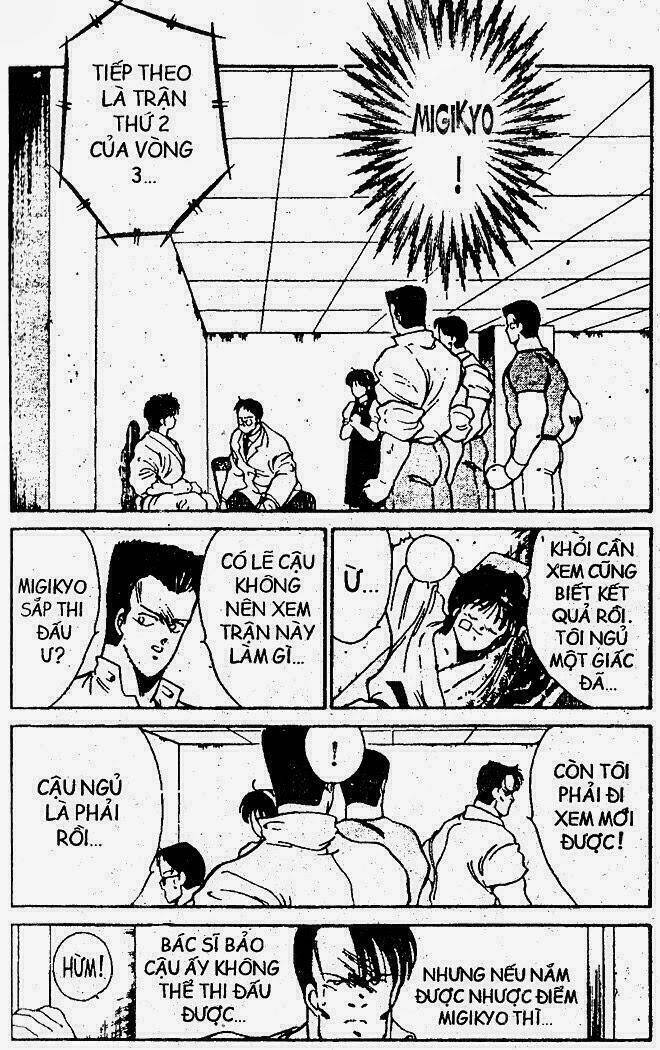 TIẾP THEO
LÀ TRẬN
THỨ 2
CỦA VÒNG
3...
MIGIKYO
!
MIGIKYO
SẮP THI
ĐẤU
Ư?
CÓ LẼ CẬU
KHÔNG
NÊN XEM
TRẬN NÀY
LÀM GÌ...
Ừ...
KHỎI CẦN
XEM CŨNG
BIẾT KẾT
QUẢ RỒI.
TÔI NGỦ
MỘT GIẤC
ĐÃ...
CẬU NGỦ
LÀ PHẢI
RỒI...
!
CÒN TÔI
PHẢI ĐI
XEM MỚI
ĐƯỢC!
HỪM!
BÁC SĨ BẢO
CẬU ẤY KHÔNG
THỂ THI ĐẤU
ĐƯỢC...
NHƯNG NẾU NẮM
ĐƯỢC NHƯỢC ĐIỂM
MIGIKYO THÌ...